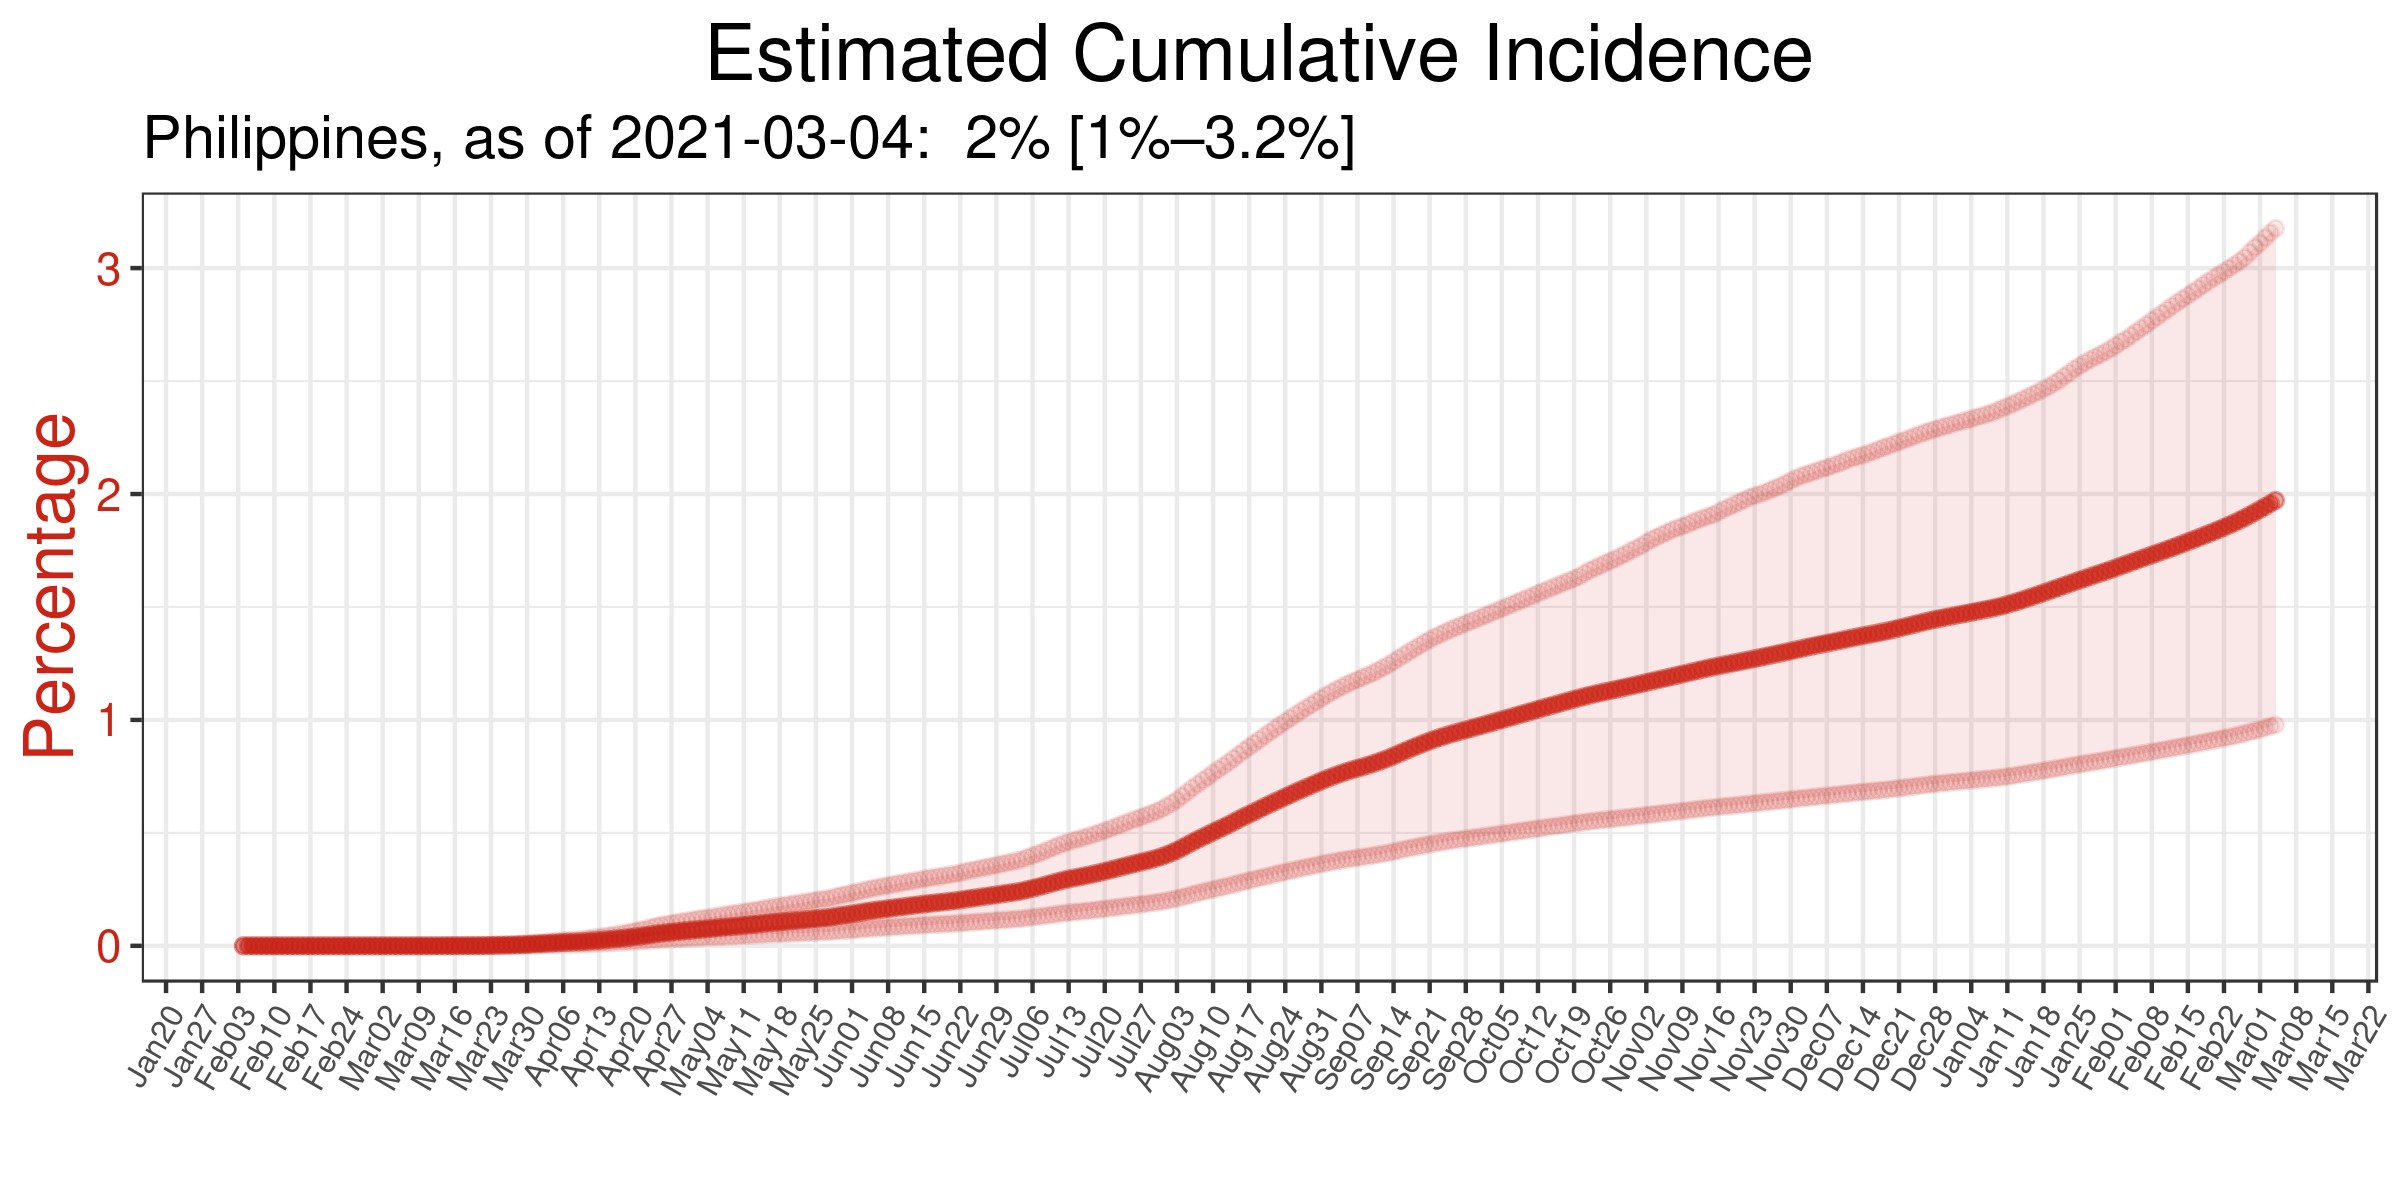 Estimated Cumulative Incidence
Philippines, as of 2021-03-04:  2% [1%–3.2%]
Percentage
3
2
1
0
Jan20
Jan27
Feb03
Feb10
Feb17
Feb24
Mar02
Mar09
Mar16
Mar23
Mar30
Apr06
Apr13
Apr20
Apr27
May04
May11
May18
May25
Jun01
Jun08
Jun15
Jun22
Jun29
Jul06
Jul13
Jul20
Jul27
Aug03
Aug10
Aug17
Aug24
Aug31
Sep07
Sep14
Sep21
Sep28
Oct05
Oct12
Oct19
Oct26
Nov02
Nov09
Nov16
Nov23
Nov30
Dec07
Dec14
Dec21
Dec28
Jan04
Jan11
Jan18
Jan25
Feb01
Feb08
Feb15
Feb22
Mar01
Mar08
Mar15
Mar22